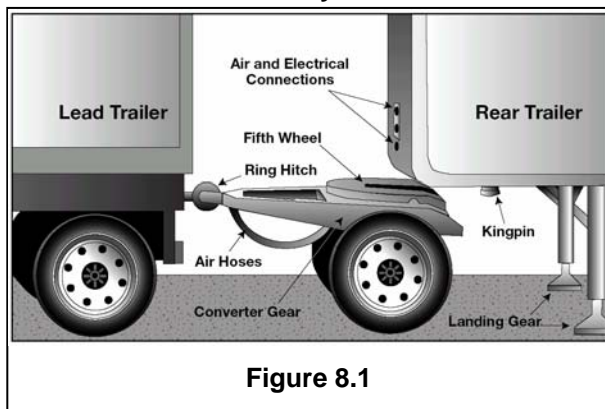 Air and Electrical
Connections
Lead Trailer
Rear Trailer
Fifth Wheel
Ring Hitch
Kingpin
Air Hoses
Converter Gear
Landing Gear
Figure 8.1